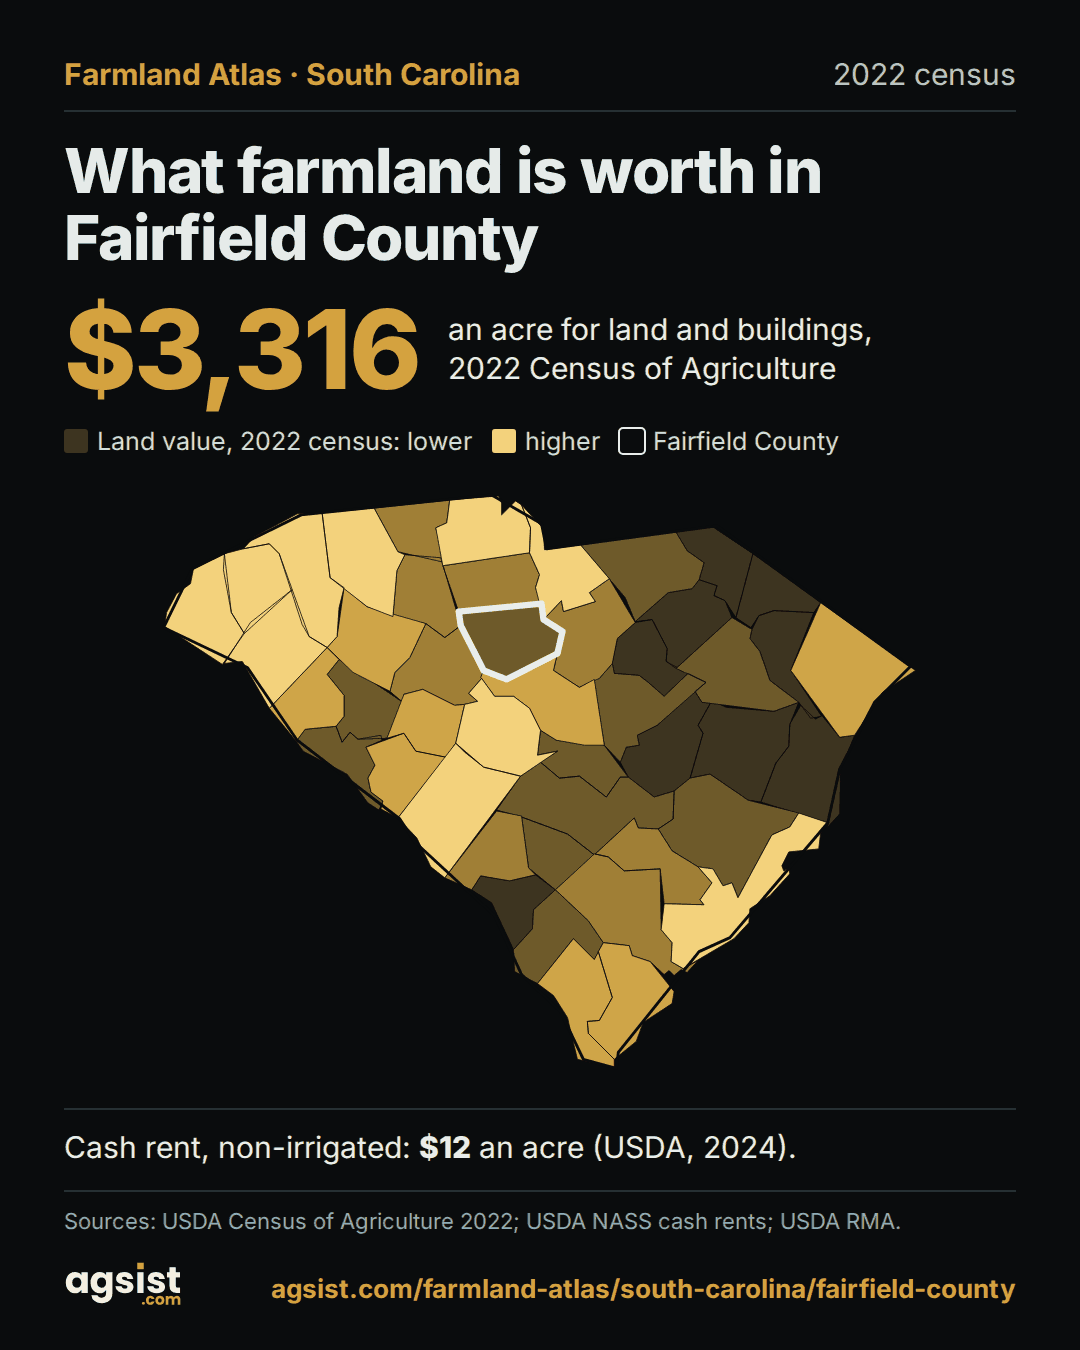 Farmland Atlas · South Carolina
2022 census
What farmland is worth in
Fairfield County
$3,316
an acre for land and buildings,
2022 Census of Agriculture
Land value, 2022 census: lower
higher
Fairfield County
Cash rent, non-irrigated: $12 an acre (USDA, 2024).
Sources: USDA Census of Agriculture 2022; USDA NASS cash rents; USDA RMA.
agsist
.com
agsist.com/farmland-atlas/south-carolina/fairfield-county